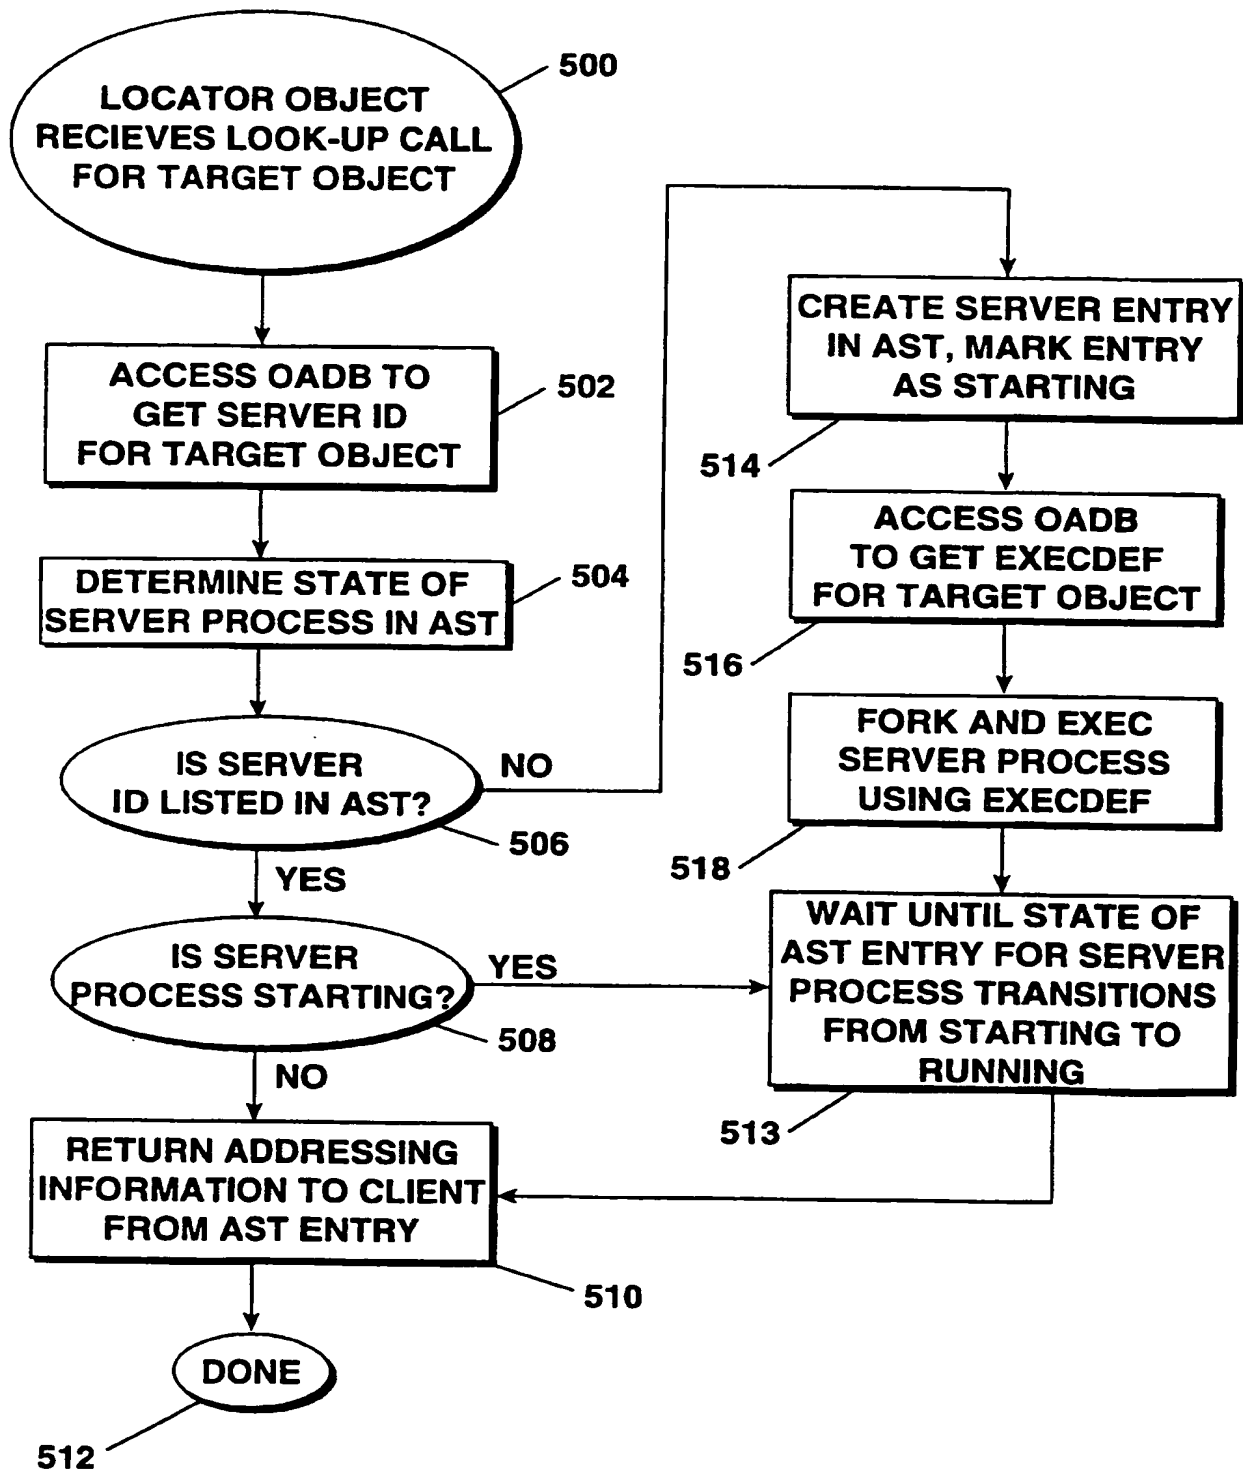 500
LOCATOR OBJECT
RECIEVES LOOK-UP CALL
FOR TARGET OBJECT
ACCESS OADB TO
GET SERVER ID
FOR TARGET OBJECT
502
DETERMINE STATE OF
SERVER PROCESS IN AST
504
IS SERVER
ID LISTED IN AST?
NO
506
YES
IS SERVER
PROCESS STARTING?
YES
508
NO
RETURN ADDRESSING
INFORMATION TO CLIENT
FROM AST ENTRY
510
DONE
512
CREATE SERVER ENTRY
IN AST, MARK ENTRY
AS STARTING
514
ACCESS OADB
TO GET EXECDEF
FOR TARGET OBJECT
516
FORK AND EXEC
SERVER PROCESS
USING EXECDEF
518
WAIT UNTIL STATE OF
AST ENTRY FOR SERVER
PROCESS TRANSITIONS
FROM STARTING TO
RUNNING
513